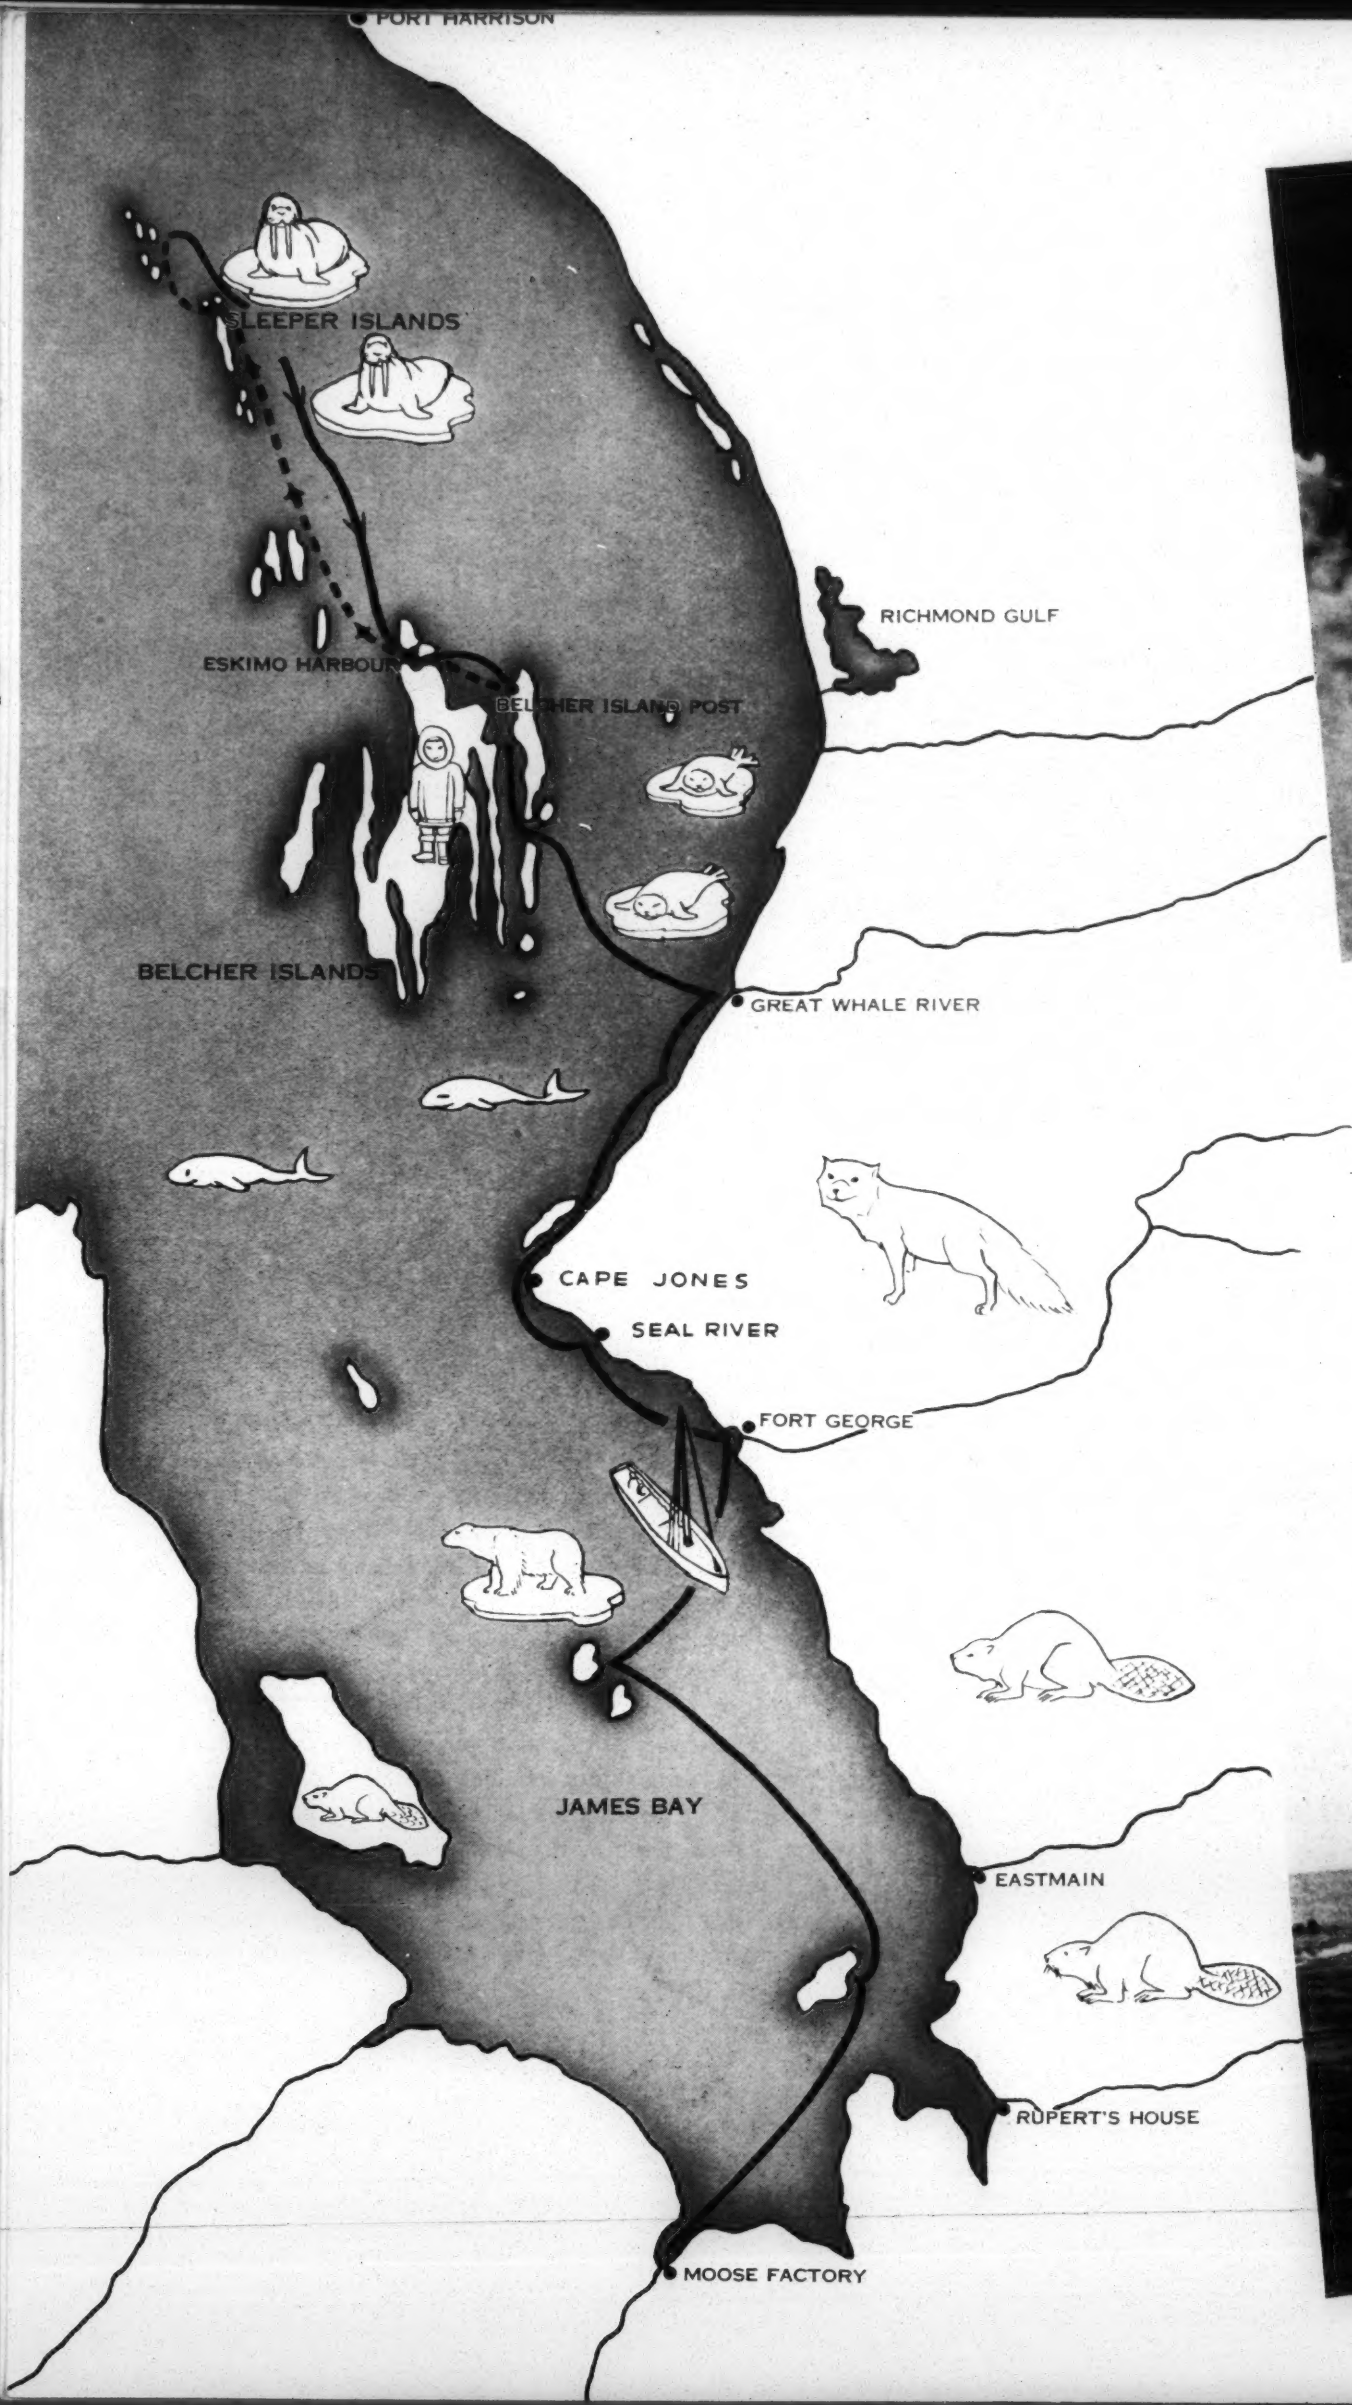 PORT HARRISON
SLEEPER ISLANDS
RICHMOND GULF
ESKIMO HARBOUR
BELCHER ISLAND POST
BELCHER ISLANDS
GREAT WHALE RIVER
CAPE JONES
SEAL RIVER
FORT GEORGE
JAMES BAY
EASTMAIN
RUPERT'S HOUSE
MOOSE FACTORY